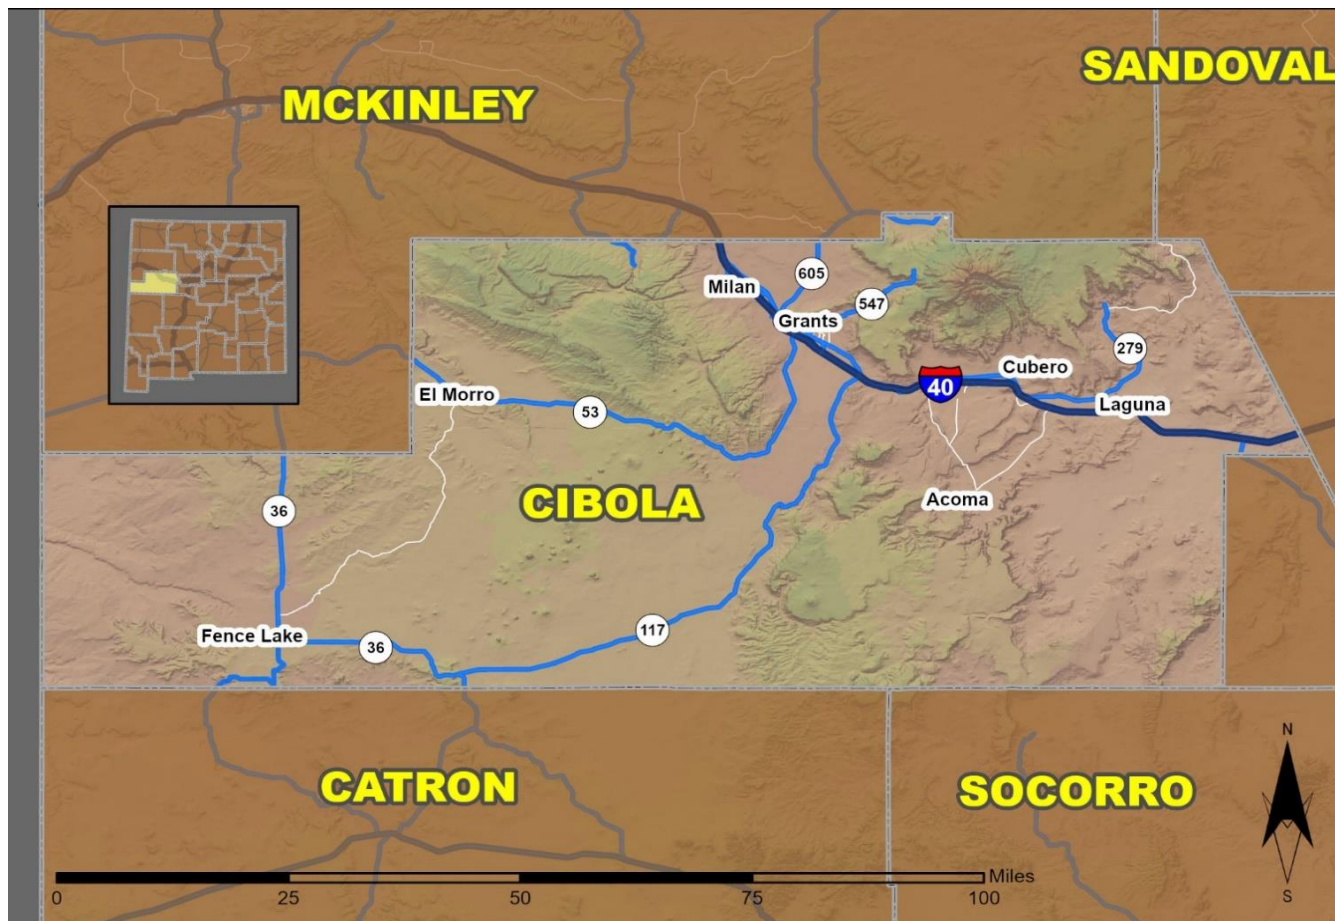 SANDOVAL
MCKINLEY
605
Milan
547
Grants
279
Cubero
40
El Morro
Laguna
53
Acoma
CIBOLA
36
117
Fence Lake
36
N
CATRON
SOCORRO
Miles
0 25 50 75 100
S